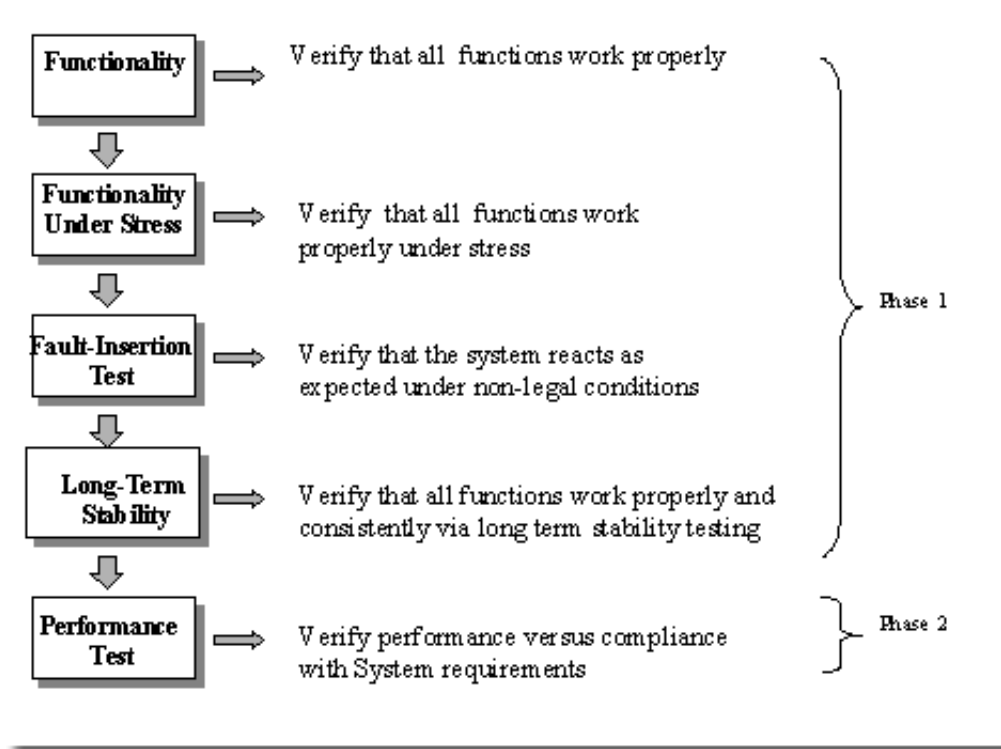 Functionality
Verify that all functions work properly
Functionality
Under Stress
Verify that all functions work
properly under stress
Phase 1
Fault-Insertion
Test
Verify that the system reacts as
expected under non-legal conditions
Long-Term
Stability
Verify that all functions work properly and
consistently via long term stability testing
Performance
Test
Verify performance versus compliance
with System requirements
Phase 2